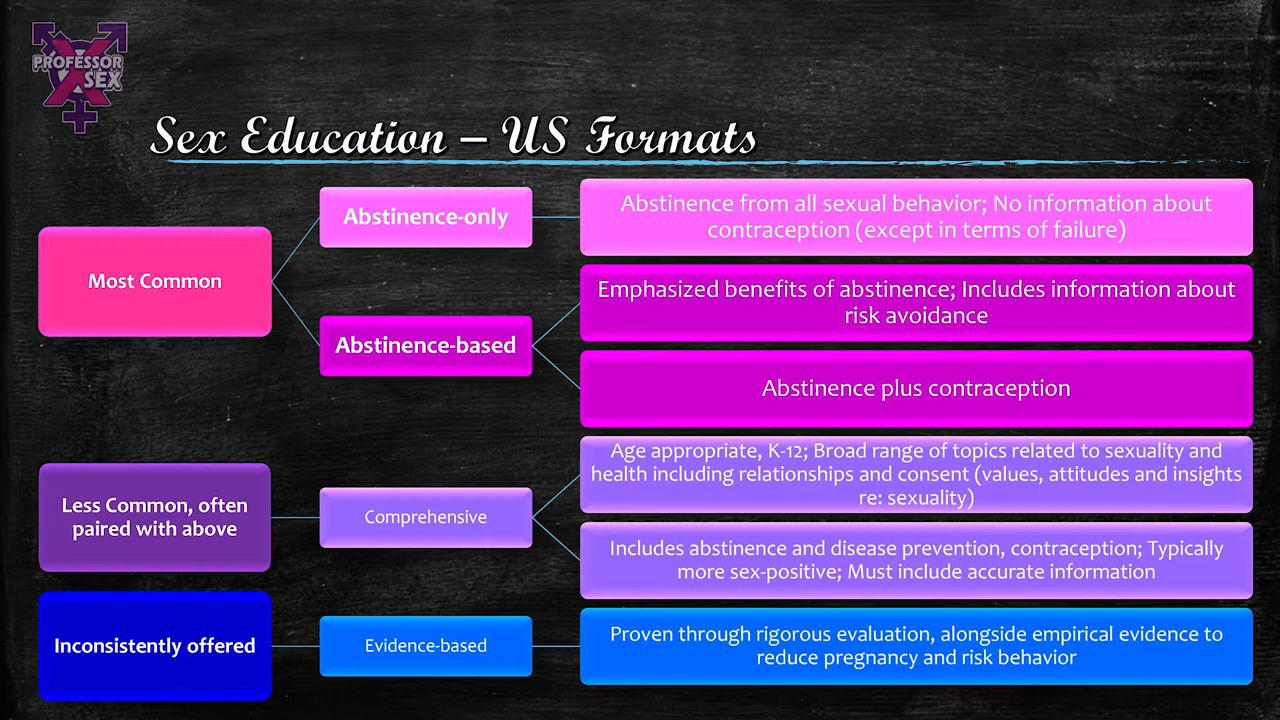 PROFESSOR
SEX
Sex Education – US Formats
Most Common
Abstinence-only
Abstinence from all sexual behavior; No information about
contraception (except in terms of failure)
Abstinence-based
Emphasized benefits of abstinence; Includes information about
risk avoidance
Abstinence plus contraception
Less Common, often
paired with above
Comprehensive
Age appropriate, K-12; Broad range of topics related to sexuality and
health including relationships and consent (values, attitudes and insights
re: sexuality)
Includes abstinence and disease prevention, contraception; Typically
more sex-positive; Must include accurate information
Inconsistently offered
Evidence-based
Proven through rigorous evaluation, alongside empirical evidence to
reduce pregnancy and risk behavior